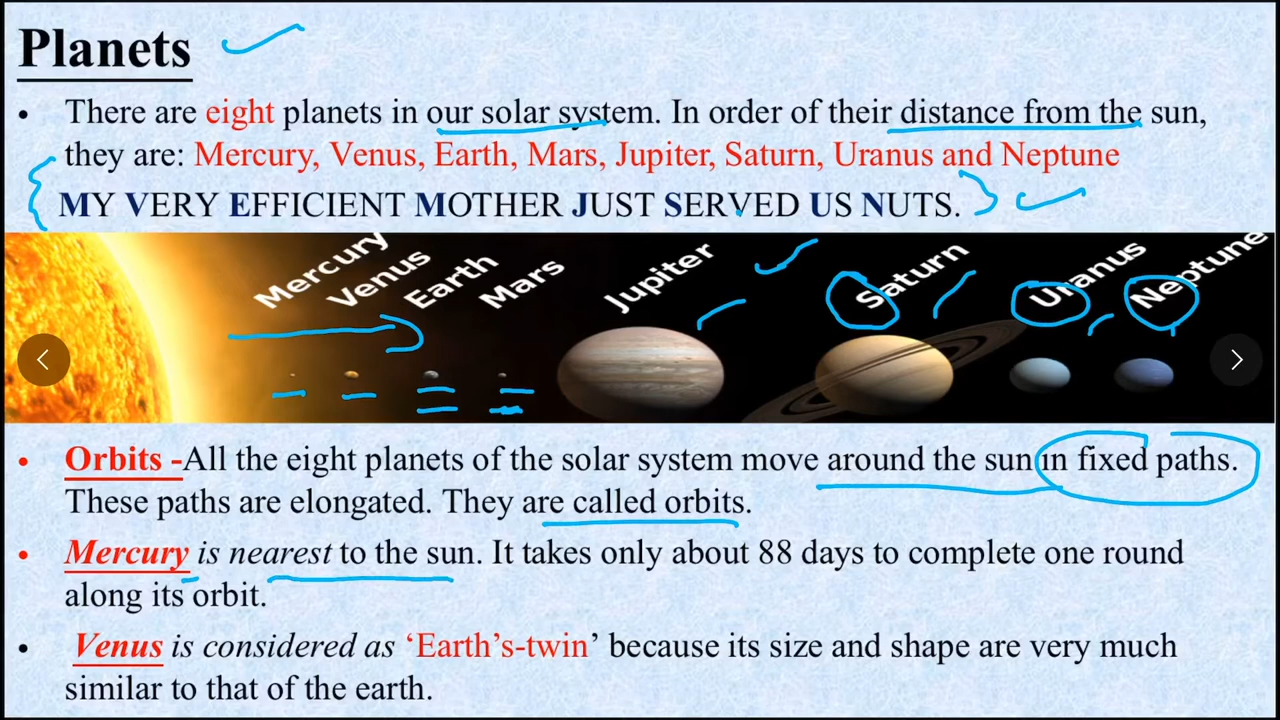 Planets
• There are eight planets in our solar system. In order of their distance from the sun,
they are: Mercury, Venus, Earth, Mars, Jupiter, Saturn, Uranus and Neptune
MY VERY EFFICIENT MOTHER JUST SERVED US NUTS.
Mercury
Venus
Earth
Mars
Jupiter
Saturn
Uranus
Neptune
• Orbits -All the eight planets of the solar system move around the sun in fixed paths.
These paths are elongated. They are called orbits.
• Mercury is nearest to the sun. It takes only about 88 days to complete one round
along its orbit.
• Venus is considered as ‘Earth’s-twin’ because its size and shape are very much
similar to that of the earth.